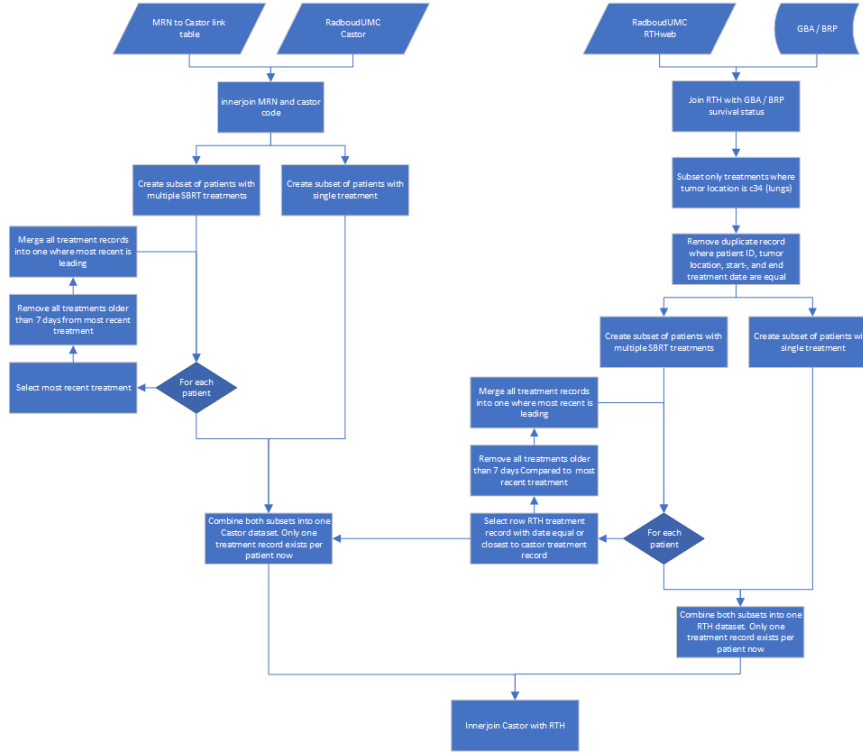 MRN to Castor link
table
RadboudUMC
Castor
RadboudUMC
RTHweb
GBA / BRP
innerjoin MRN and castor
code
Join RTH with GBA / BRP
survival status
Create subset of patients with
multiple SBRT treatments
Create subset of patients with
single treatment
Subset only treatments where
tumor location is c34 (lungs)
Merge all treatment records
into one where most recent is
leading
Remove duplicate record
where patient ID, tumor
location, start-, and end
treatment date are equal
Remove all treatments older
than 7 days from most recent
treatment
Create subset of patients with
multiple SBRT treatments
Create subset of patients with
single treatment
Select most recent treatment
For each
patient
Merge all treatment records
into one where most recent is
leading
Remove all treatments older
than 7 days Compared to most
recent treatment
Combine both subsets into one
Castor dataset. Only one
treatment record exists per
patient now
Select row RTH treatment
record with date equal or
closest to castor treatment
record
For each
patient
Combine both subsets into one
RTH dataset. Only one
treatment record exists per
patient now
Innerjoin Castor with RTH